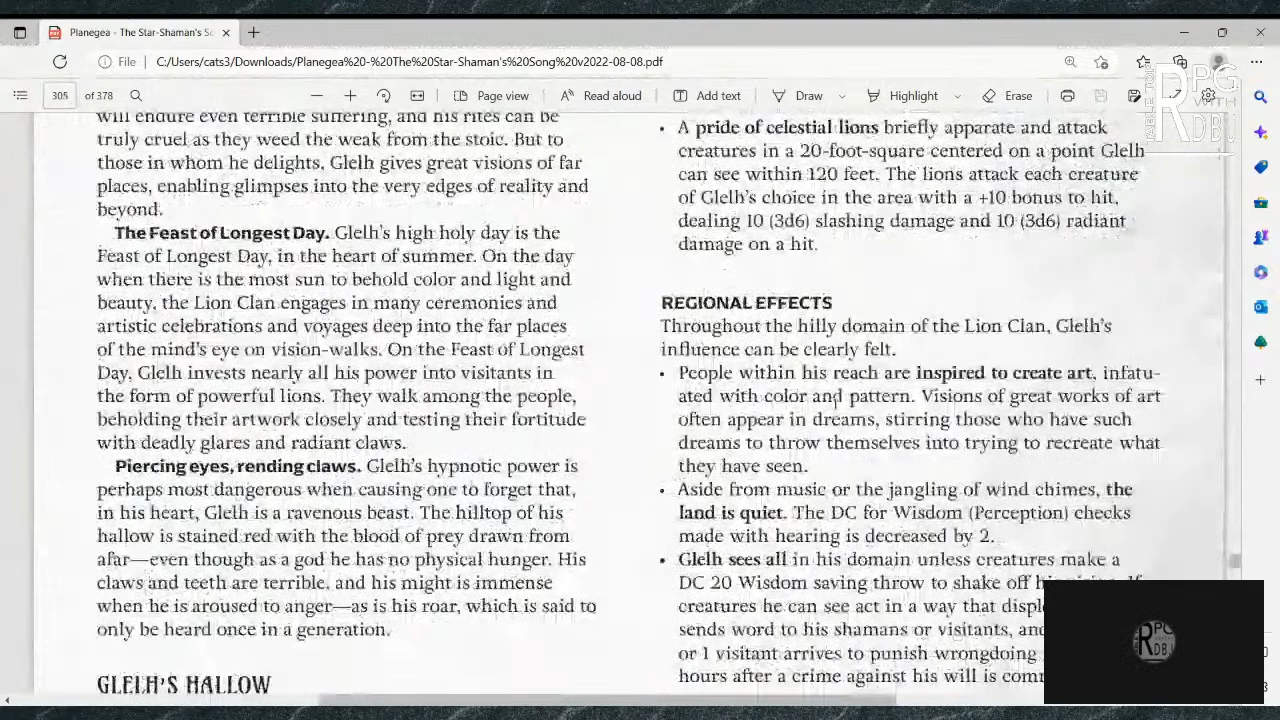 Planegea - The Star-Shaman's So
File
C:/Users/cats3/Downloads/Planegea%20-%20The%20Star-Shaman's%20Song%20v2022-08-08.pdf
305 of 378
Page view
Read aloud
Add text
Draw
Highlight
Erase
RPG
WITH
RDBU
TABLE TOP
will endure even terrible suffering, and his rites can be
truly cruel as they weed the weak from the stoic. But to
those in whom he delights, Glelh gives great visions of far
places, enabling glimpses into the very edges of reality and
beyond.
The Feast of Longest Day. Glelh's high holy day is the
Feast of Longest Day, in the heart of summer. On the day
when there is the most sun to behold color and light and
beauty, the Lion Clan engages in many ceremonies and
artistic celebrations and voyages deep into the far places
of the mind's eye on vision-walks. On the Feast of Longest
Day, Glelh invests nearly all his power into visitants in
the form of powerful lions. They walk among the people,
beholding their artwork closely and testing their fortitude
with deadly glares and radiant claws.
Piercing eyes, rending claws. Glelh's hypnotic power is
perhaps most dangerous when causing one to forget that,
in his heart, Glelh is a ravenous beast. The hilltop of his
hallow is stained red with the blood of prey drawn from
afar—even though as a god he has no physical hunger. His
claws and teeth are terrible, and his might is immense
when he is aroused to anger—as is his roar, which is said to
only be heard once in a generation.
GLELH'S HALLOW
• A pride of celestial lions briefly apparate and attack
creatures in a 20-foot-square centered on a point Glelh
can see within 120 feet. The lions attack each creature
of Glelh's choice in the area with a +10 bonus to hit,
dealing 10 (3d6) slashing damage and 10 (3d6) radiant
damage on a hit.
REGIONAL EFFECTS
Throughout the hilly domain of the Lion Clan, Glelh's
influence can be clearly felt.
• People within his reach are inspired to create art, infatu-
ated with color and pattern. Visions of great works of art
often appear in dreams, stirring those who have such
dreams to throw themselves into trying to recreate what
they have seen.
• Aside from music or the jangling of wind chimes, the
land is quiet. The DC for Wisdom (Perception) checks
made with hearing is decreased by 2.
• Glelh sees all in his domain unless creatures make a
DC 20 Wisdom saving throw to shake off
creatures he can see act in a way that
sends word to his shamans or visitants, and
or 1 visitant arrives to punish wrongdoing
hours after a crime against his will is
RPG
RDBU